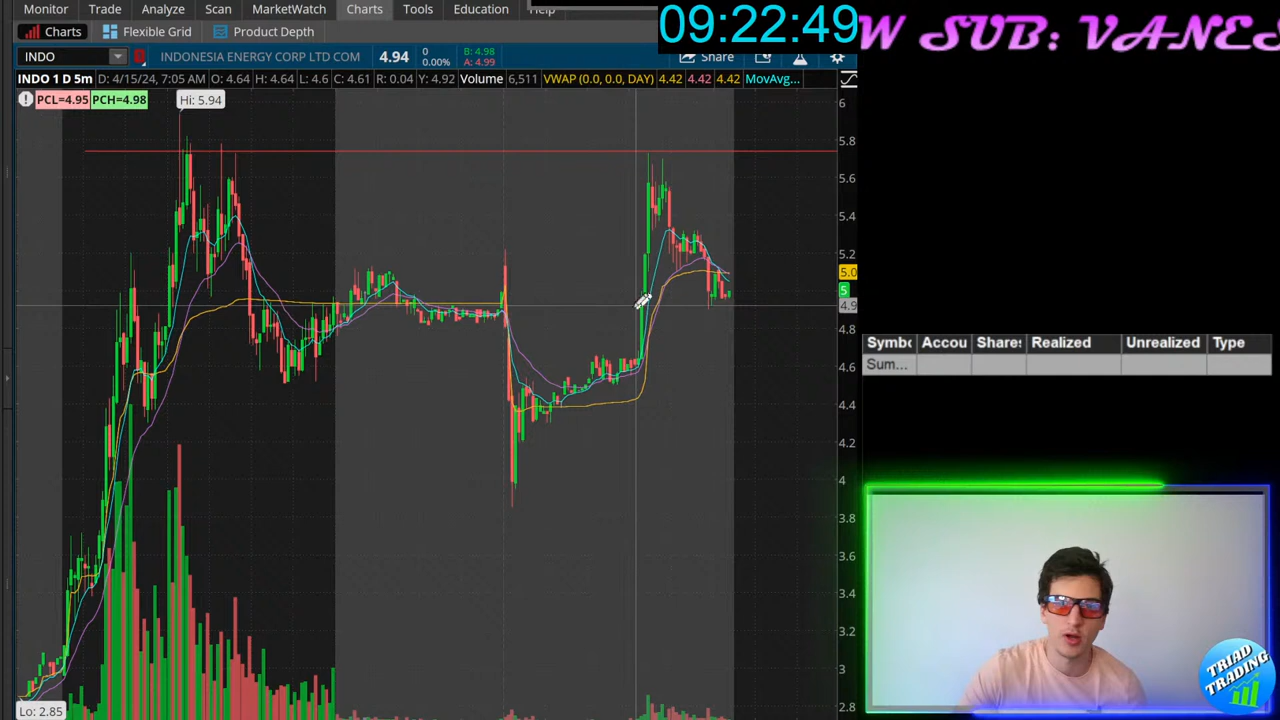 Monitor Trade Analyze Scan MarketWatch Charts Tools Education Help
09:22:49
W SUB: VANES
Charts Flexible Grid Product Depth
INDO INDONESIA ENERGY CORP LTD COM 4.94 0 0.00% B: 4.98 A: 4.99 Share
INDO 1 D 5m D: 4/15/24, 7:05 AM O: 4.64 H: 4.64 L: 4.6 C: 4.61 R: 0.04 Y: 4.92 Volume 6,511 VWAP (0.0, 0.0, DAY) 4.42 4.42 4.42 MovAvg...
PCL=4.95 PCH=4.98 Hi: 5.94
6
5.8
5.6
5.4
5.2
5.0
5
4.9
4.8
4.6
4.4
4.2
4
3.8
3.6
3.4
3.2
3
2.8
Lo: 2.85
Symbo Accou Shares Realized Unrealized Type
Sum...
TRIAD
TRADING